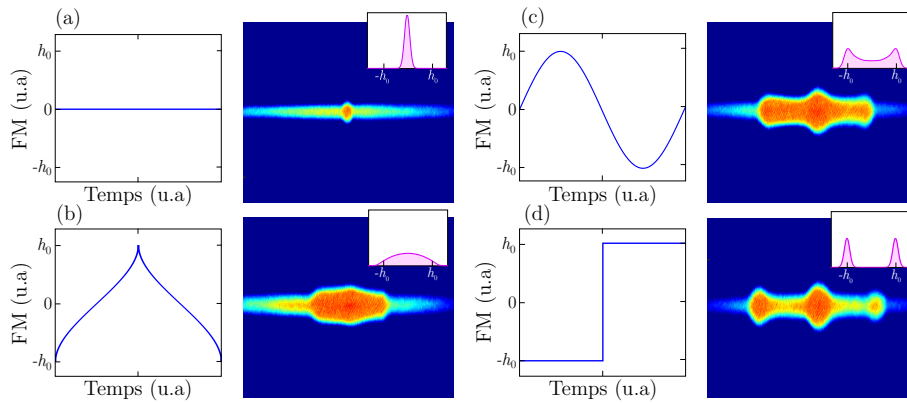 (a)
h₀
0
-h₀
FM (u.a)
Temps (u.a)
-h₀ h₀
(c)
h₀
0
-h₀
FM (u.a)
Temps (u.a)
-h₀ h₀
(b)
h₀
0
-h₀
FM (u.a)
Temps (u.a)
-h₀ h₀
(d)
h₀
0
-h₀
FM (u.a)
Temps (u.a)
-h₀ h₀